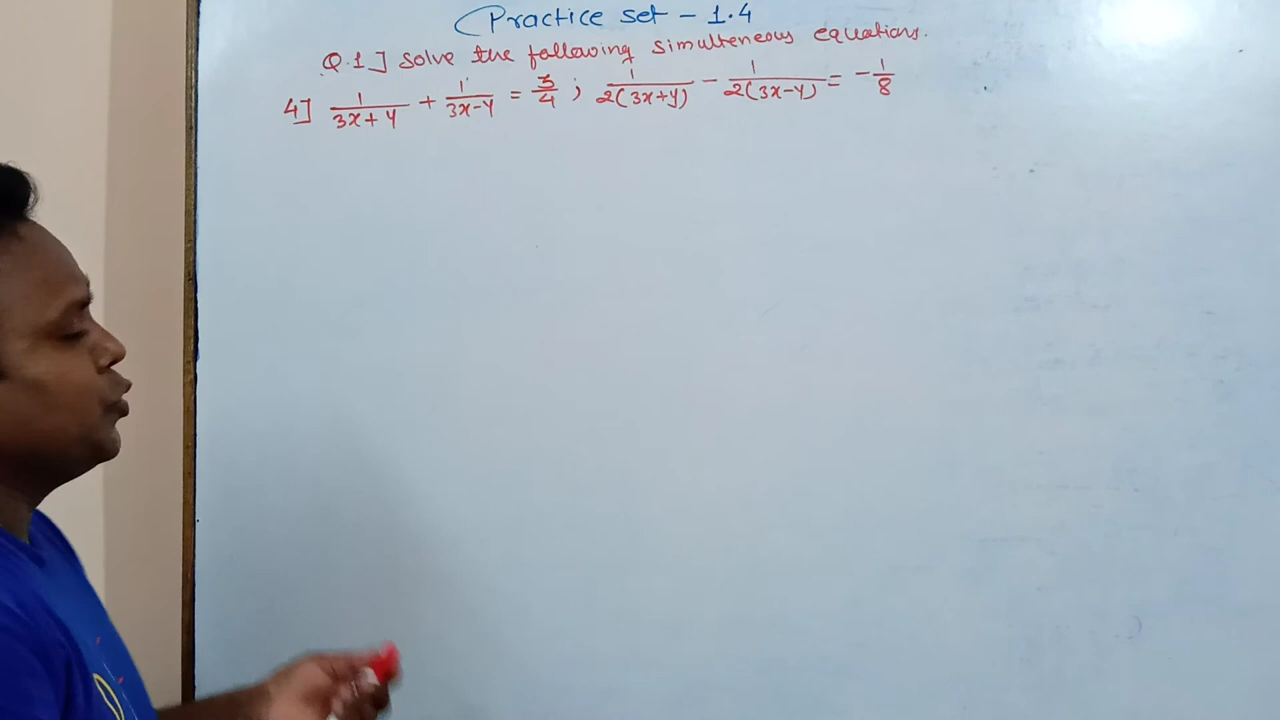 Practice set - 1.4
Q.1] Solve the following simulteneous equations.
4] 1/(3x+y) + 1/(3x-y) = 3/4 ; 1/(2(3x+y)) - 1/(2(3x-y)) = -1/8